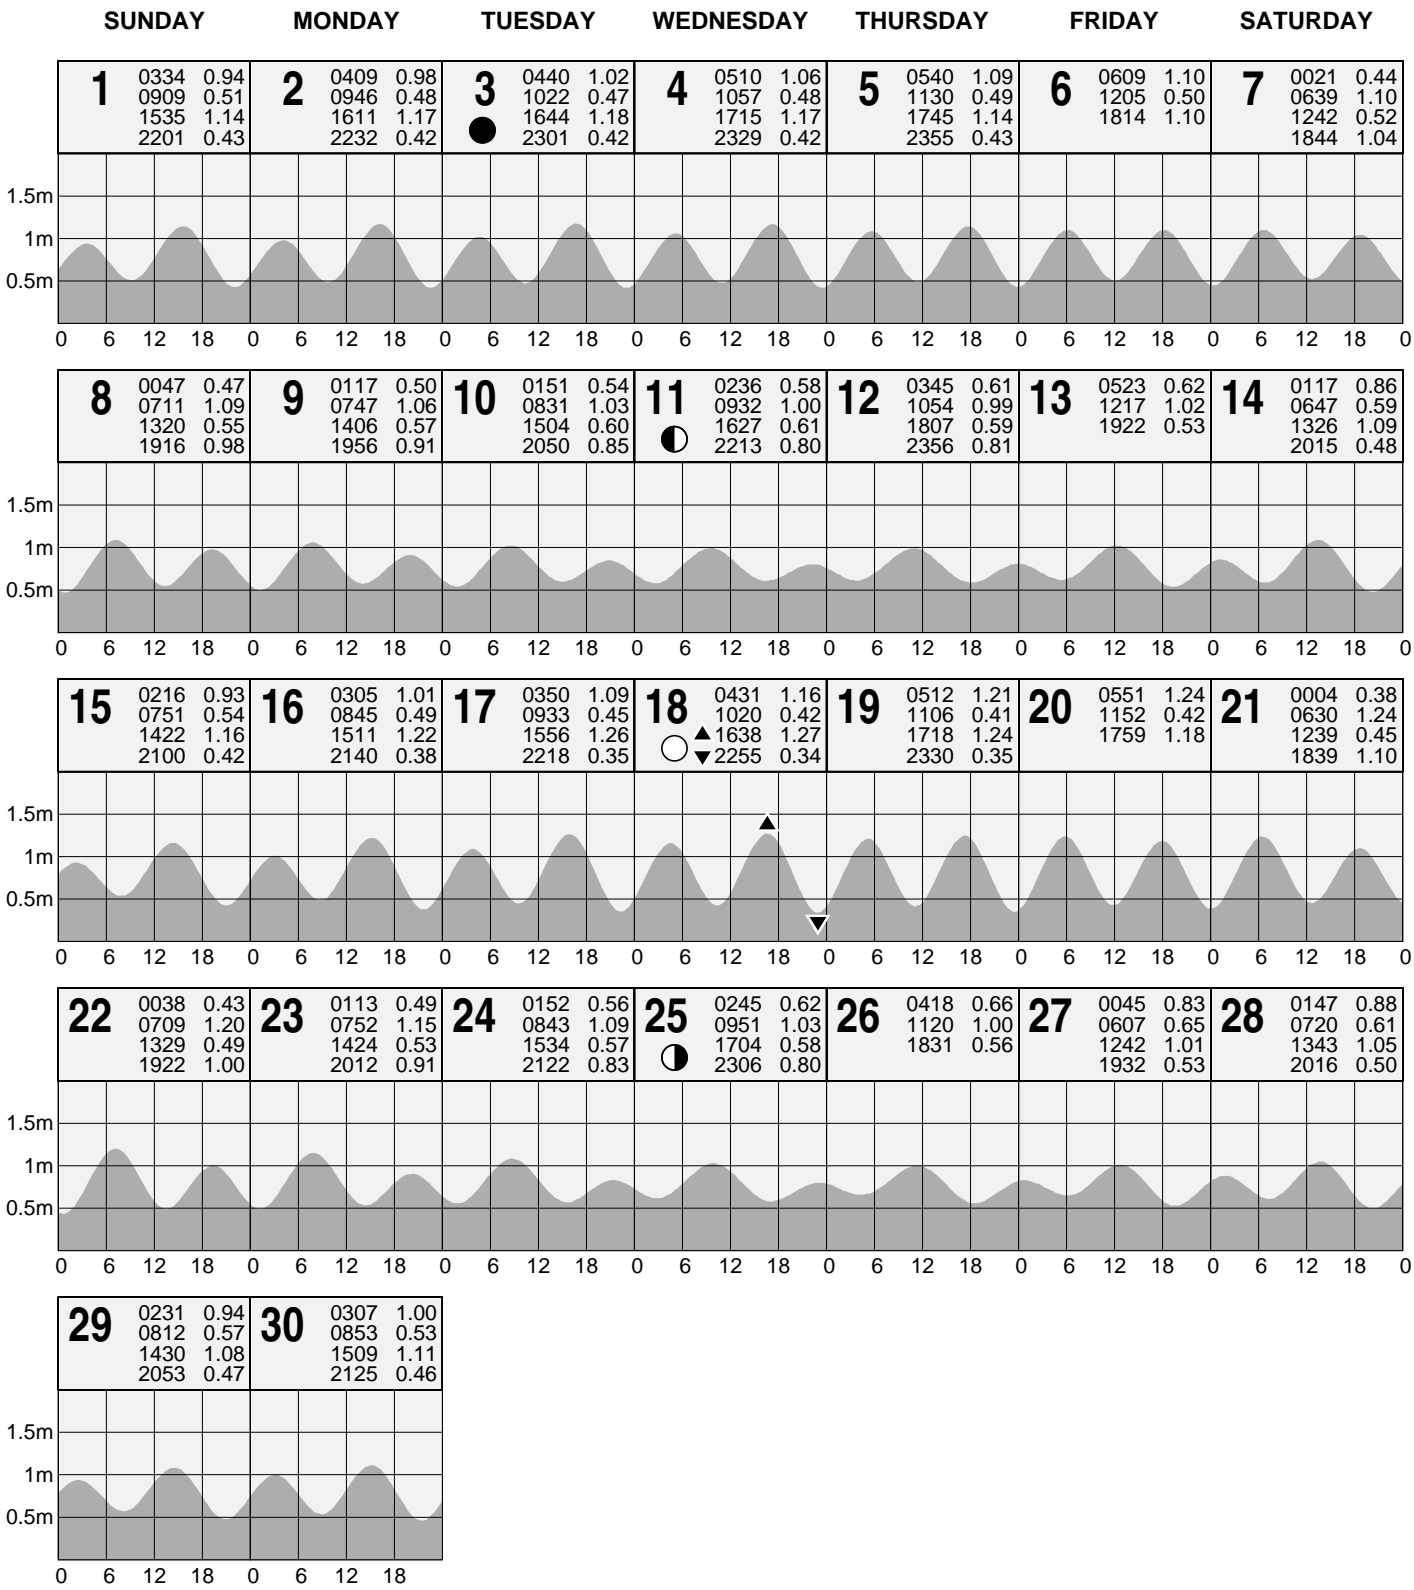 SUNDAY MONDAY TUESDAY WEDNESDAY THURSDAY FRIDAY SATURDAY
1 0334 0.94 2 0409 0.98 3 0440 1.02 4 0510 1.06 5 0540 1.09 6 0609 1.10 7 0021 0.44
0909 0.51 0946 0.48 1022 0.47 1057 0.48 1130 0.49 1205 0.50 0639 1.10
1535 1.14 1611 1.17 1644 1.18 1715 1.17 1745 1.14 1814 1.10 1242 0.52
2201 0.43 2232 0.42 2301 0.42 2329 0.42 2355 0.43 1844 1.04
1.5m
1m
0.5m
0 6 12 18 0 6 12 18 0 6 12 18 0 6 12 18 0 6 12 18 0 6 12 18 0 6 12 18 0
8 0047 0.47 9 0117 0.50 10 0151 0.54 11 0236 0.58 12 0345 0.61 13 0523 0.62 14 0117 0.86
0711 1.09 0747 1.06 0831 1.03 0932 1.00 1054 0.99 1217 1.02 0647 0.59
1320 0.55 1406 0.57 1504 0.60 1627 0.61 1807 0.59 1922 0.53 1326 1.09
1916 0.98 1956 0.91 2050 0.85 2213 0.80 2356 0.81 2015 0.48
1.5m
1m
0.5m
0 6 12 18 0 6 12 18 0 6 12 18 0 6 12 18 0 6 12 18 0 6 12 18 0 6 12 18 0
15 0216 0.93 16 0305 1.01 17 0350 1.09 18 0431 1.16 19 0512 1.21 20 0551 1.24 21 0004 0.38
0751 0.54 0845 0.49 0933 0.45 1020 0.42 1106 0.41 1152 0.42 0630 1.24
1422 1.16 1511 1.22 1556 1.26 1638 1.27 1718 1.24 1759 1.18 1239 0.45
2100 0.42 2140 0.38 2218 0.35 2255 0.34 2330 0.35 1839 1.10
1.5m
1m
0.5m
0 6 12 18 0 6 12 18 0 6 12 18 0 6 12 18 0 6 12 18 0 6 12 18 0 6 12 18 0
22 0038 0.43 23 0113 0.49 24 0152 0.56 25 0245 0.62 26 0418 0.66 27 0045 0.83 28 0147 0.88
0709 1.20 0752 1.15 0843 1.09 0951 1.03 1120 1.00 0607 0.65 0720 0.61
1329 0.49 1424 0.53 1534 0.57 1704 0.58 1831 0.56 1242 1.01 1343 1.05
1922 1.00 2012 0.91 2122 0.83 2306 0.80 1932 0.53 2016 0.50
1.5m
1m
0.5m
0 6 12 18 0 6 12 18 0 6 12 18 0 6 12 18 0 6 12 18 0 6 12 18 0 6 12 18 0
29 0231 0.94 30 0307 1.00
0812 0.57 0853 0.53
1430 1.08 1509 1.11
2053 0.47 2125 0.46
1.5m
1m
0.5m
0 6 12 18 0 6 12 18